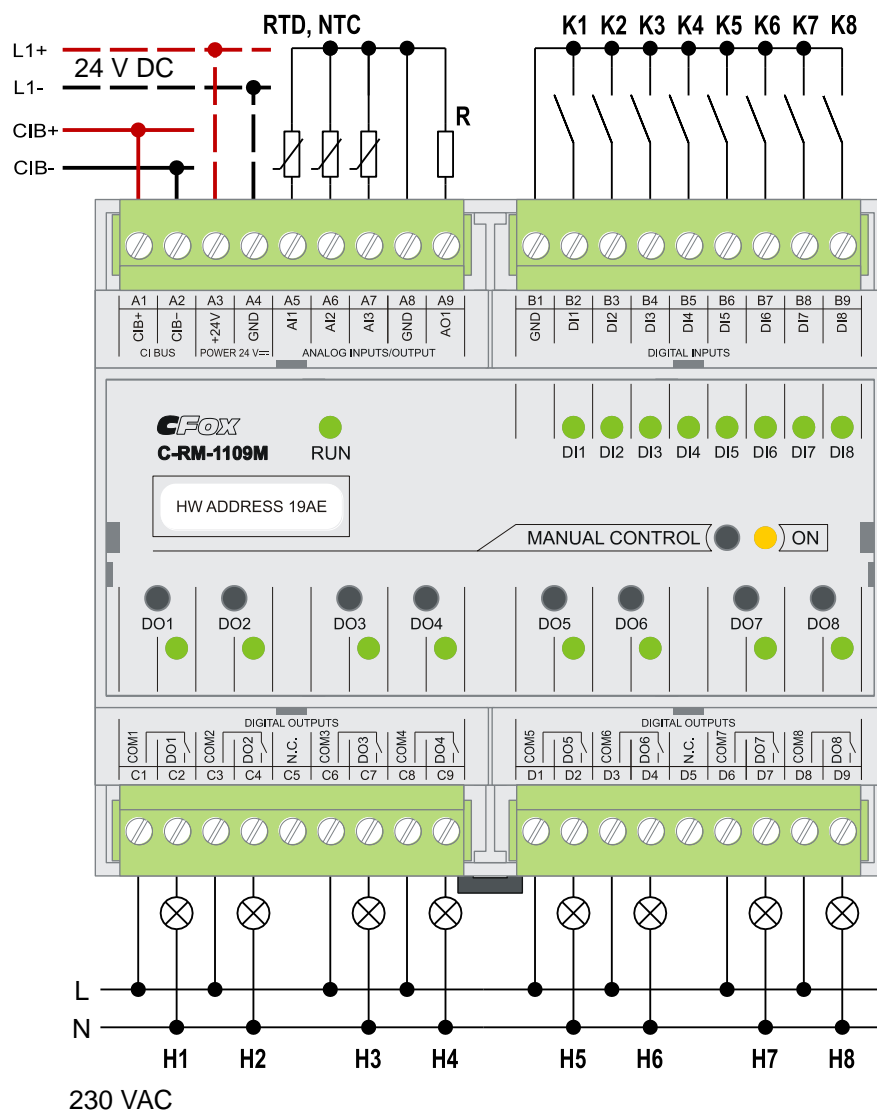 RTD, NTC
K1 K2 K3 K4 K5 K6 K7 K8
L1+
24 V DC
L1-
CIB+
CIB-
R
A1 A2 A3 A4 A5 A6 A7 A8 A9
CIB+ CIB− +24V GND AI1 AI2 AI3 GND AO1
CI BUS POWER 24 V⎓ ANALOG INPUTS/OUTPUT
B1 B2 B3 B4 B5 B6 B7 B8 B9
GND DI1 DI2 DI3 DI4 DI5 DI6 DI7 DI8
DIGITAL INPUTS
CFOX
C-RM-1109M
RUN
DI1 DI2 DI3 DI4 DI5 DI6 DI7 DI8
HW ADDRESS 19AE
MANUAL CONTROL ON
DO1 DO2 DO3 DO4 DO5 DO6 DO7 DO8
DIGITAL OUTPUTS
COM1 DO1 COM2 DO2 N.C. COM3 DO3 COM4 DO4
C1 C2 C3 C4 C5 C6 C7 C8 C9
DIGITAL OUTPUTS
COM5 DO5 COM6 DO6 N.C. COM7 DO7 COM8 DO8
D1 D2 D3 D4 D5 D6 D7 D8 D9
L
N
H1 H2 H3 H4 H5 H6 H7 H8
230 VAC